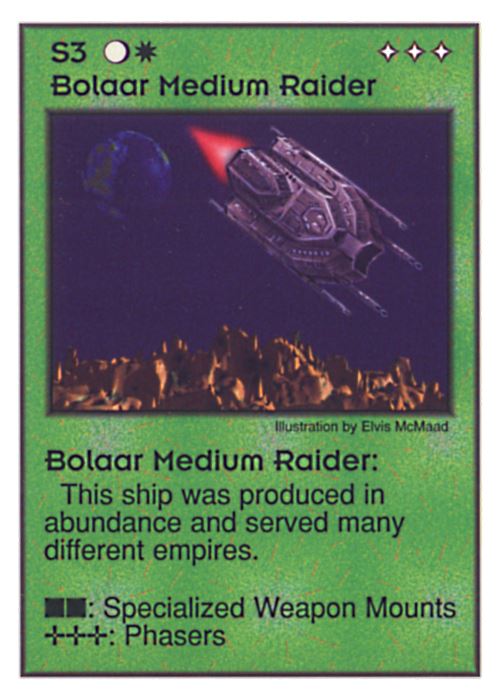 S3
Bolaar Medium Raider
Illustration by Elvis McMaad
Bolaar Medium Raider:
This ship was produced in
abundance and served many
different empires.
■■: Specialized Weapon Mounts
✛✛✛: Phasers